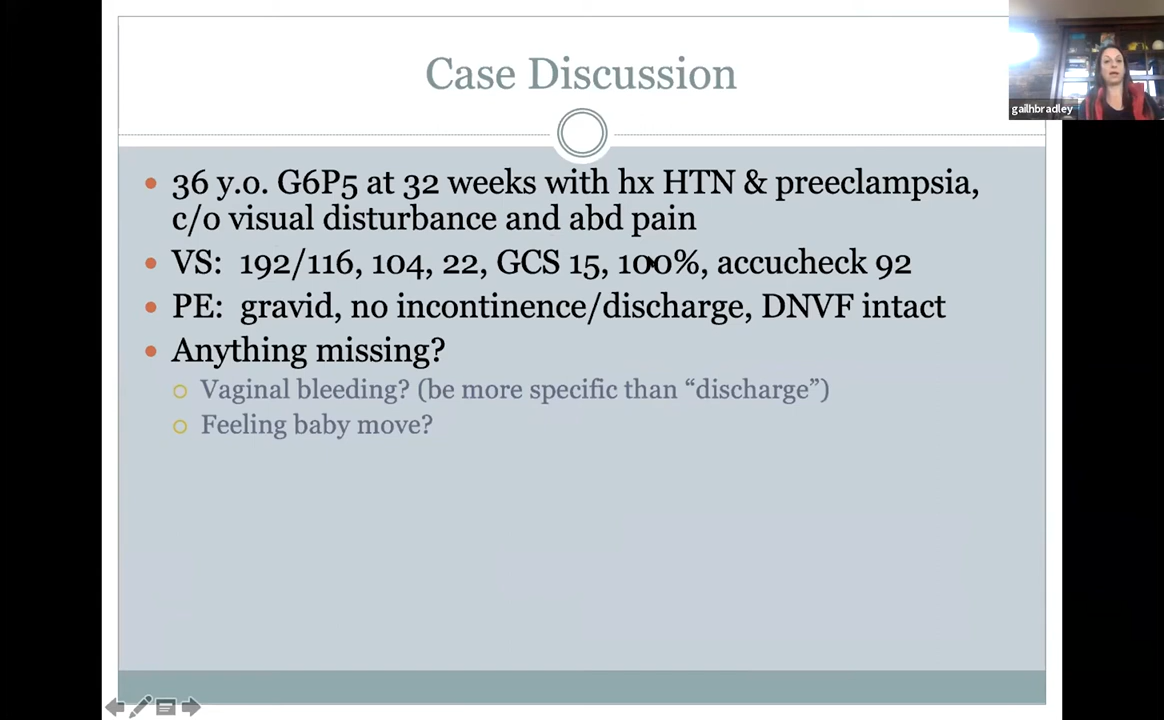 Case Discussion
gailhbradley
36 y.o. G6P5 at 32 weeks with hx HTN & preeclampsia,
c/o visual disturbance and abd pain
VS: 192/116, 104, 22, GCS 15, 100%, accucheck 92
PE: gravid, no incontinence/discharge, DNVF intact
Anything missing?
Vaginal bleeding? (be more specific than “discharge”)
Feeling baby move?